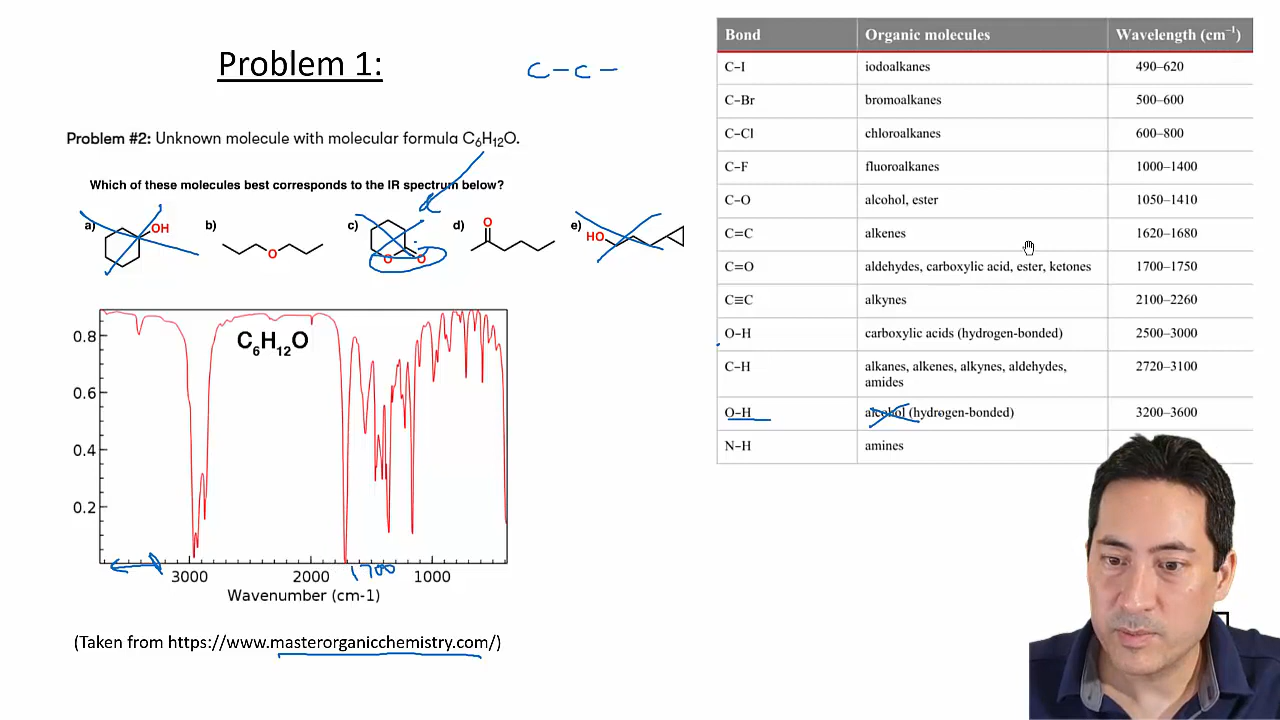 Problem 1:
C-C-
Problem #2: Unknown molecule with molecular formula C₆H₁₂O.
Which of these molecules best corresponds to the IR spectrum below?
a) OH
b) O
c) O O
d) O
e) HO
C₆H₁₂O
0.8
0.6
0.4
0.2
1700
3000 2000 1000
Wavenumber (cm-1)
(Taken from https://www.masterorganicchemistry.com/)
Bond Organic molecules Wavelength (cm⁻¹)
C–I iodoalkanes 490–620
C–Br bromoalkanes 500–600
C–Cl chloroalkanes 600–800
C–F fluoroalkanes 1000–1400
C–O alcohol, ester 1050–1410
C=C alkenes 1620–1680
C=O aldehydes, carboxylic acid, ester, ketones 1700–1750
C≡C alkynes 2100–2260
O–H carboxylic acids (hydrogen-bonded) 2500–3000
C–H alkanes, alkenes, alkynes, aldehydes, 2720–3100
amides
O–H alcohol (hydrogen-bonded) 3200–3600
N–H amines